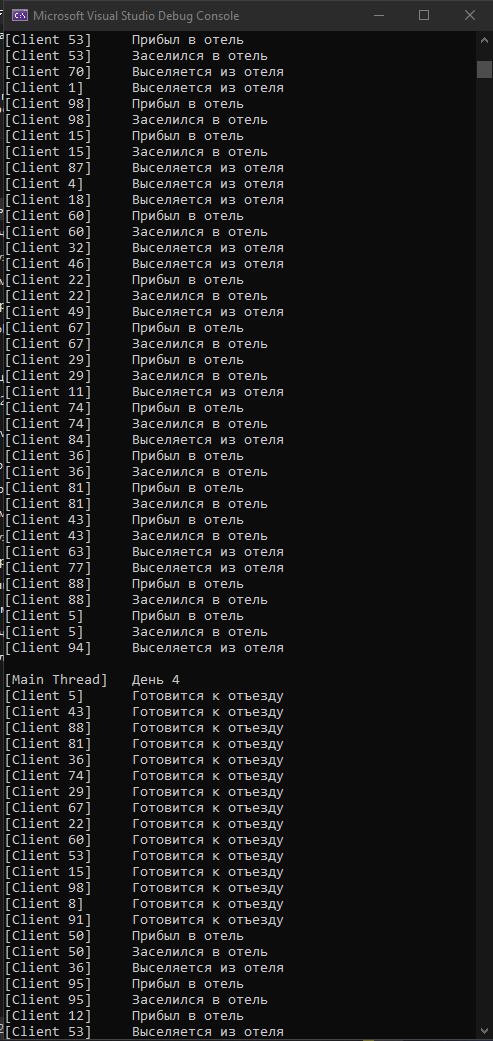 Microsoft Visual Studio Debug Console
[Client 53] Прибыл в отель
[Client 53] Заселился в отель
[Client 70] Выселяется из отеля
[Client 1] Выселяется из отеля
[Client 98] Прибыл в отель
[Client 98] Заселился в отель
[Client 15] Прибыл в отель
[Client 15] Заселился в отель
[Client 87] Выселяется из отеля
[Client 4] Выселяется из отеля
[Client 18] Выселяется из отеля
[Client 60] Прибыл в отель
[Client 60] Заселился в отель
[Client 32] Выселяется из отеля
[Client 46] Выселяется из отеля
[Client 22] Прибыл в отель
[Client 22] Заселился в отель
[Client 49] Выселяется из отеля
[Client 67] Прибыл в отель
[Client 67] Заселился в отель
[Client 29] Прибыл в отель
[Client 29] Заселился в отель
[Client 11] Выселяется из отеля
[Client 74] Прибыл в отель
[Client 74] Заселился в отель
[Client 84] Выселяется из отеля
[Client 36] Прибыл в отель
[Client 36] Заселился в отель
[Client 81] Прибыл в отель
[Client 81] Заселился в отель
[Client 43] Прибыл в отель
[Client 43] Заселился в отель
[Client 63] Выселяется из отеля
[Client 77] Выселяется из отеля
[Client 88] Прибыл в отель
[Client 88] Заселился в отель
[Client 5] Прибыл в отель
[Client 5] Заселился в отель
[Client 94] Выселяется из отеля
[Main Thread] День 4
[Client 5] Готовится к отъезду
[Client 43] Готовится к отъезду
[Client 88] Готовится к отъезду
[Client 81] Готовится к отъезду
[Client 36] Готовится к отъезду
[Client 74] Готовится к отъезду
[Client 29] Готовится к отъезду
[Client 67] Готовится к отъезду
[Client 22] Готовится к отъезду
[Client 60] Готовится к отъезду
[Client 53] Готовится к отъезду
[Client 15] Готовится к отъезду
[Client 98] Готовится к отъезду
[Client 8] Готовится к отъезду
[Client 91] Готовится к отъезду
[Client 50] Прибыл в отель
[Client 50] Заселился в отель
[Client 36] Выселяется из отеля
[Client 95] Прибыл в отель
[Client 95] Заселился в отель
[Client 12] Прибыл в отель
[Client 53] Выселяется из отеля